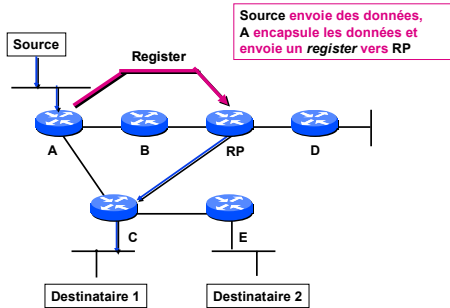 Source envoie des données,
A encapsule les données et
envoie un register vers RP
Source
Register
A
B
RP
D
C
E
Destinataire 1
Destinataire 2